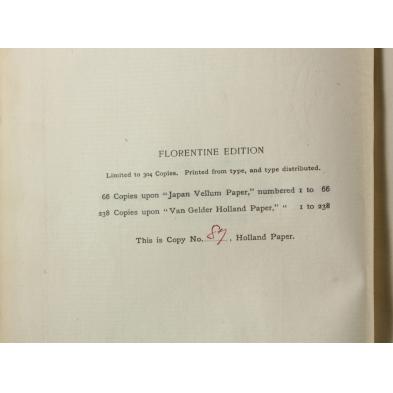 FLORENTINE EDITION
Limited to 304 Copies. Printed from type, and type distributed.
66 Copies upon "Japan Vellum Paper," numbered 1 to 66
238 Copies upon "Van Gelder Holland Paper," " 1 to 238
This is Copy No. 87, Holland Paper.